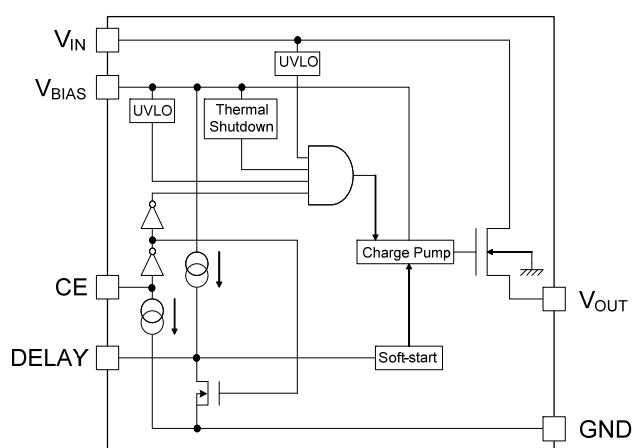 VIN
UVLO
VBIAS
UVLO
Thermal
Shutdown
Charge Pump
CE
VOUT
DELAY
Soft-start
GND